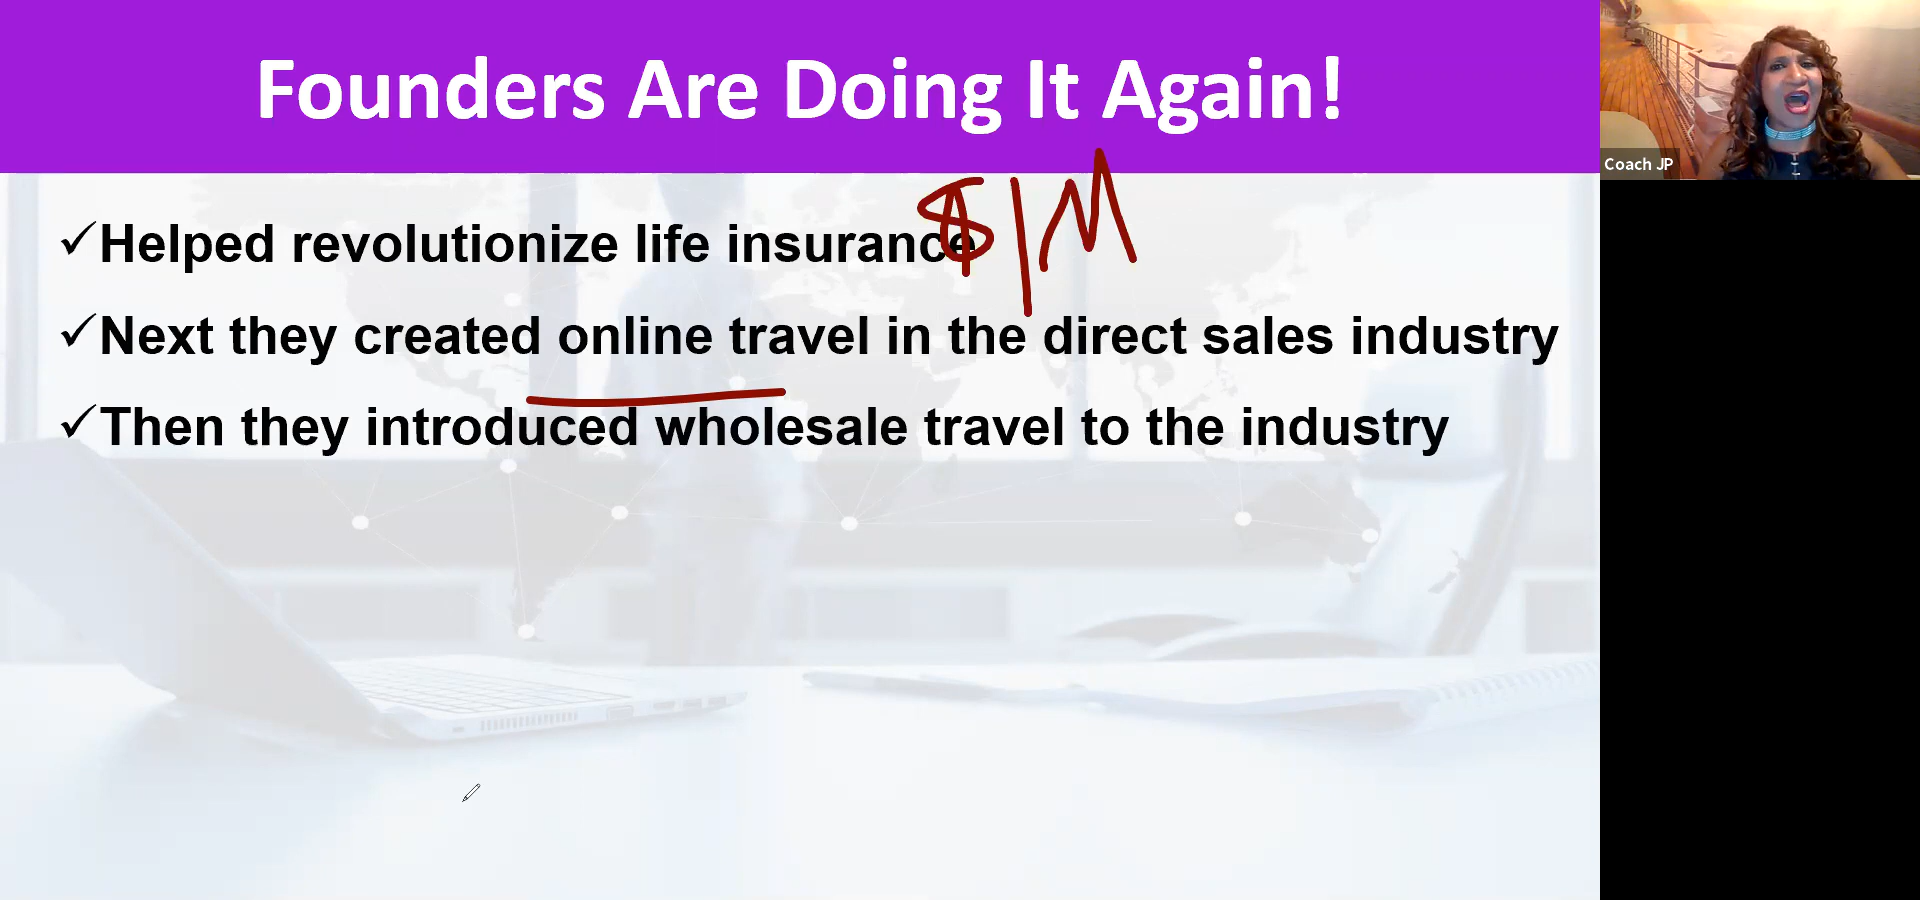 Founders Are Doing It Again!
✓Helped revolutionize life insurance
$1M
✓Next they created online travel in the direct sales industry
✓Then they introduced wholesale travel to the industry
Coach JP